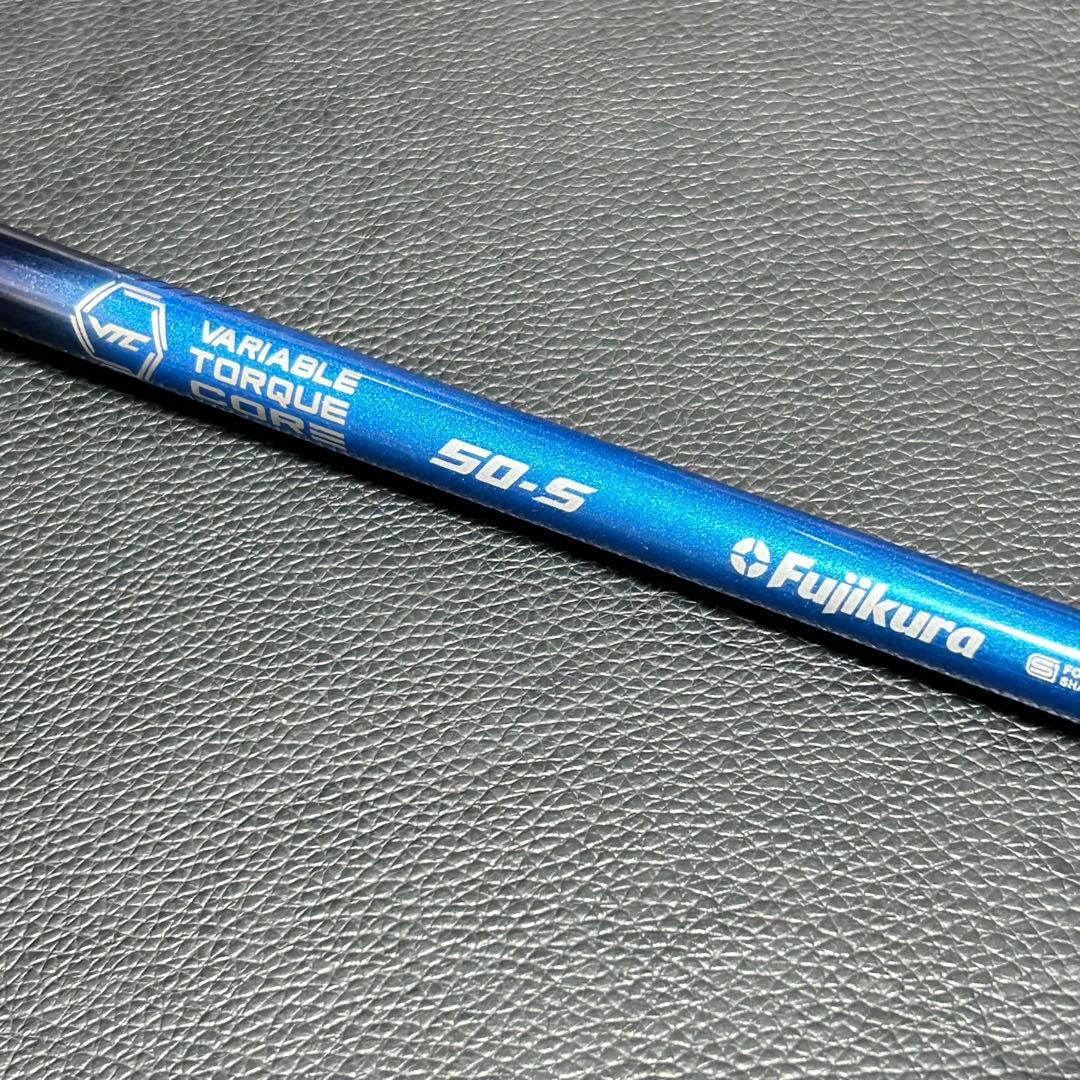 VTC
VARIABLE
TORQUE
CORE
50-S
Fujikura
S